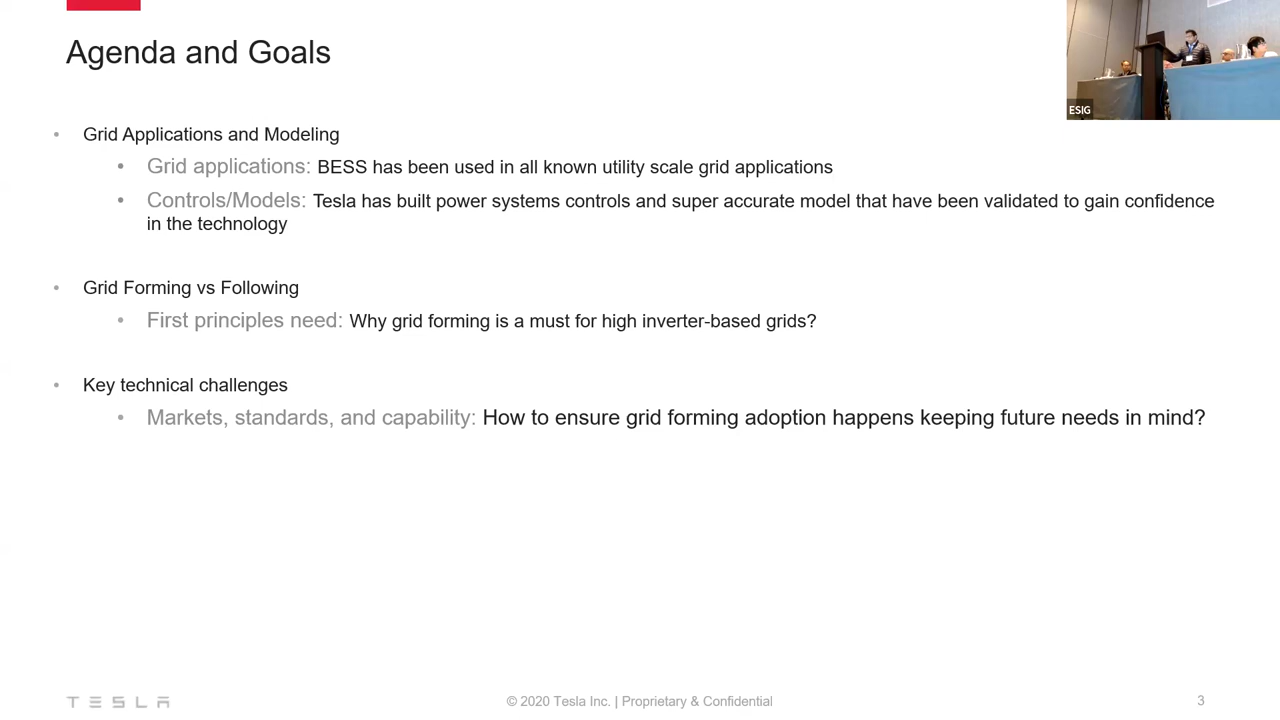 Agenda and Goals
ESIG
• Grid Applications and Modeling
• Grid applications: BESS has been used in all known utility scale grid applications
• Controls/Models: Tesla has built power systems controls and super accurate model that have been validated to gain confidence
in the technology
• Grid Forming vs Following
• First principles need: Why grid forming is a must for high inverter-based grids?
• Key technical challenges
• Markets, standards, and capability: How to ensure grid forming adoption happens keeping future needs in mind?
TESLA
© 2020 Tesla Inc. | Proprietary & Confidential
3